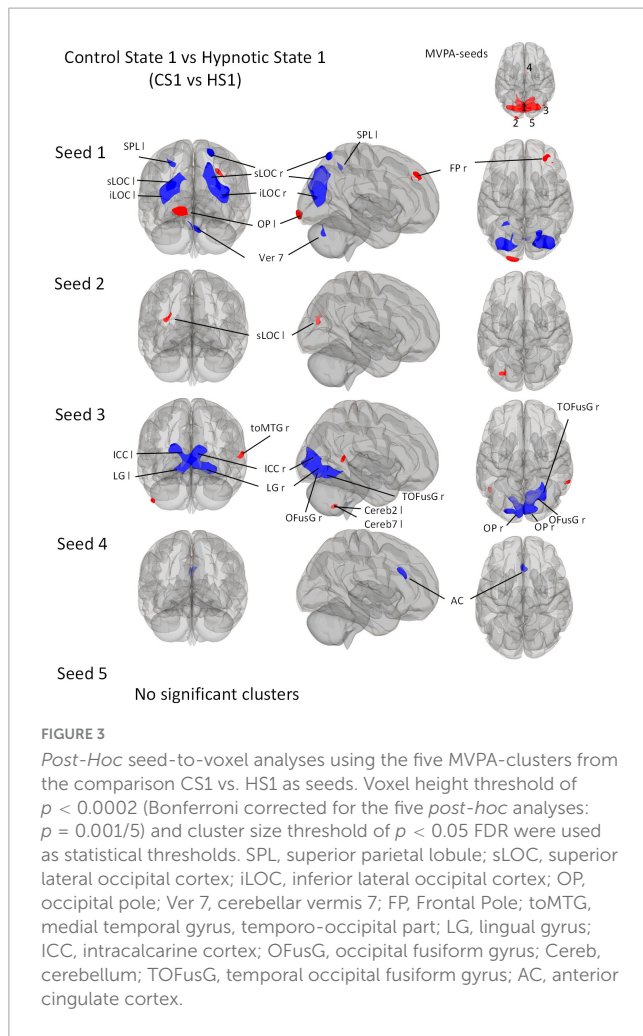 Control State 1 vs Hypnotic State 1
(CS1 vs HS1)
MVPA-seeds
4
3
2
5
Seed 1
SPL l
sLOC l
iLOC l
sLOC r
iLOC r
OP l
Ver 7
SPL l
FP r
Seed 2
sLOC l
Seed 3
ICC l
LG l
toMTG r
ICC r
LG r
OFusG r
TOFusG r
Cereb2 l
Cereb7 l
TOFusG r
OP r
OP r
OFusG r
Seed 4
AC
Seed 5
No significant clusters
FIGURE 3
Post-Hoc seed-to-voxel analyses using the five MVPA-clusters from
the comparison CS1 vs. HS1 as seeds. Voxel height threshold of
p < 0.0002 (Bonferroni corrected for the five post-hoc analyses:
p = 0.001/5) and cluster size threshold of p < 0.05 FDR were used
as statistical thresholds. SPL, superior parietal lobule; sLOC, superior
lateral occipital cortex; iLOC, inferior lateral occipital cortex; OP,
occipital pole; Ver 7, cerebellar vermis 7; FP, Frontal Pole; toMTG,
medial temporal gyrus, temporo-occipital part; LG, lingual gyrus;
ICC, intracalcarine cortex; OFusG, occipital fusiform gyrus; Cereb,
cerebellum; TOFusG, temporal occipital fusiform gyrus; AC, anterior
cingulate cortex.